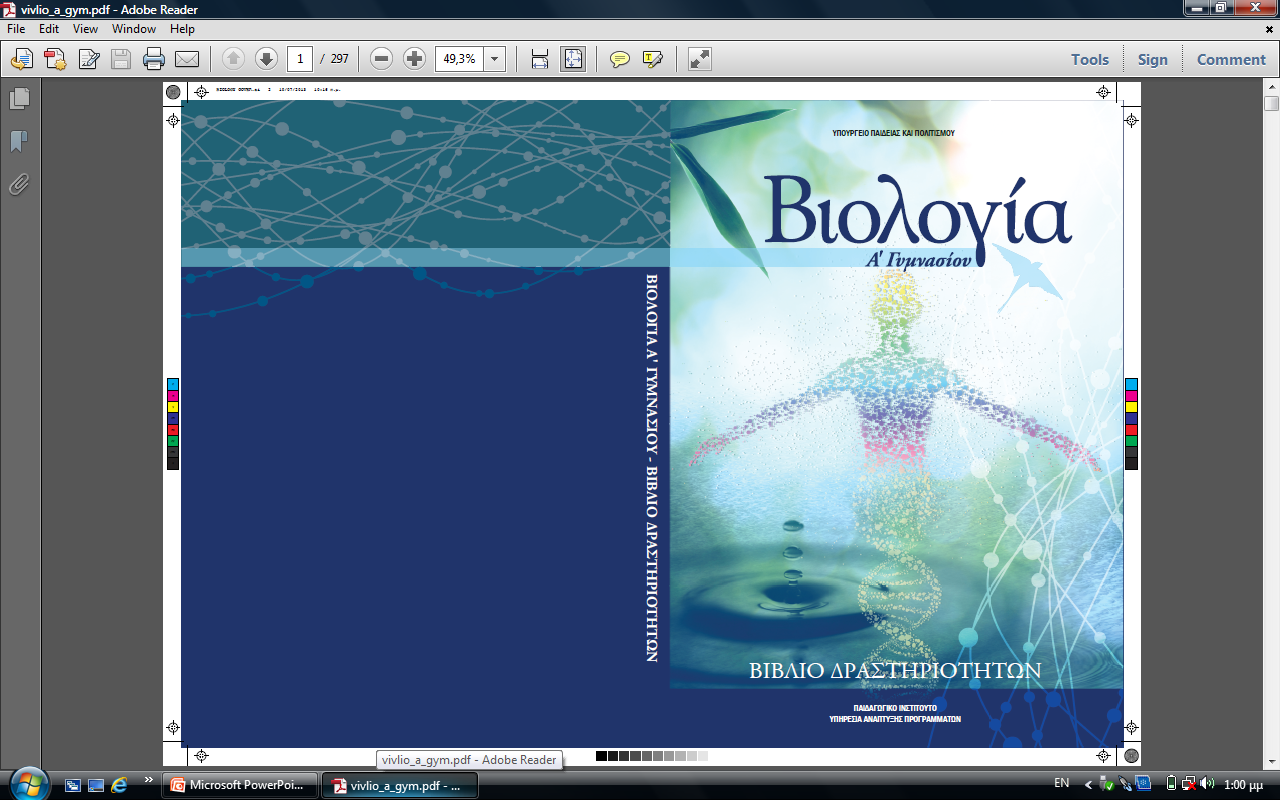 vivlio_a_gym.pdf - Adobe Reader
File Edit View Window Help
1 / 297 49,3% Tools Sign Comment
ΥΠΟΥΡΓΕΙΟ ΠΑΙΔΕΙΑΣ ΚΑΙ ΠΟΛΙΤΙΣΜΟΥ
Βιολογία
Α' Γυμνασίου
ΒΙΟΛΟΓΙΑ Α' ΓΥΜΝΑΣΙΟΥ - ΒΙΒΛΙΟ ΔΡΑΣΤΗΡΙΟΤΗΤΩΝ
ΒΙΒΛΙΟ ΔΡΑΣΤΗΡΙΟΤΗΤΩΝ
ΠΑΙΔΑΓΩΓΙΚΟ ΙΝΣΤΙΤΟΥΤΟ
ΥΠΗΡΕΣΙΑ ΑΝΑΠΤΥΞΗΣ ΠΡΟΓΡΑΜΜΑΤΩΝ
vivlio_a_gym.pdf - Adobe Reader
Microsoft PowerPoi... vivlio_a_gym.pdf - ... EN 1:00 μμ